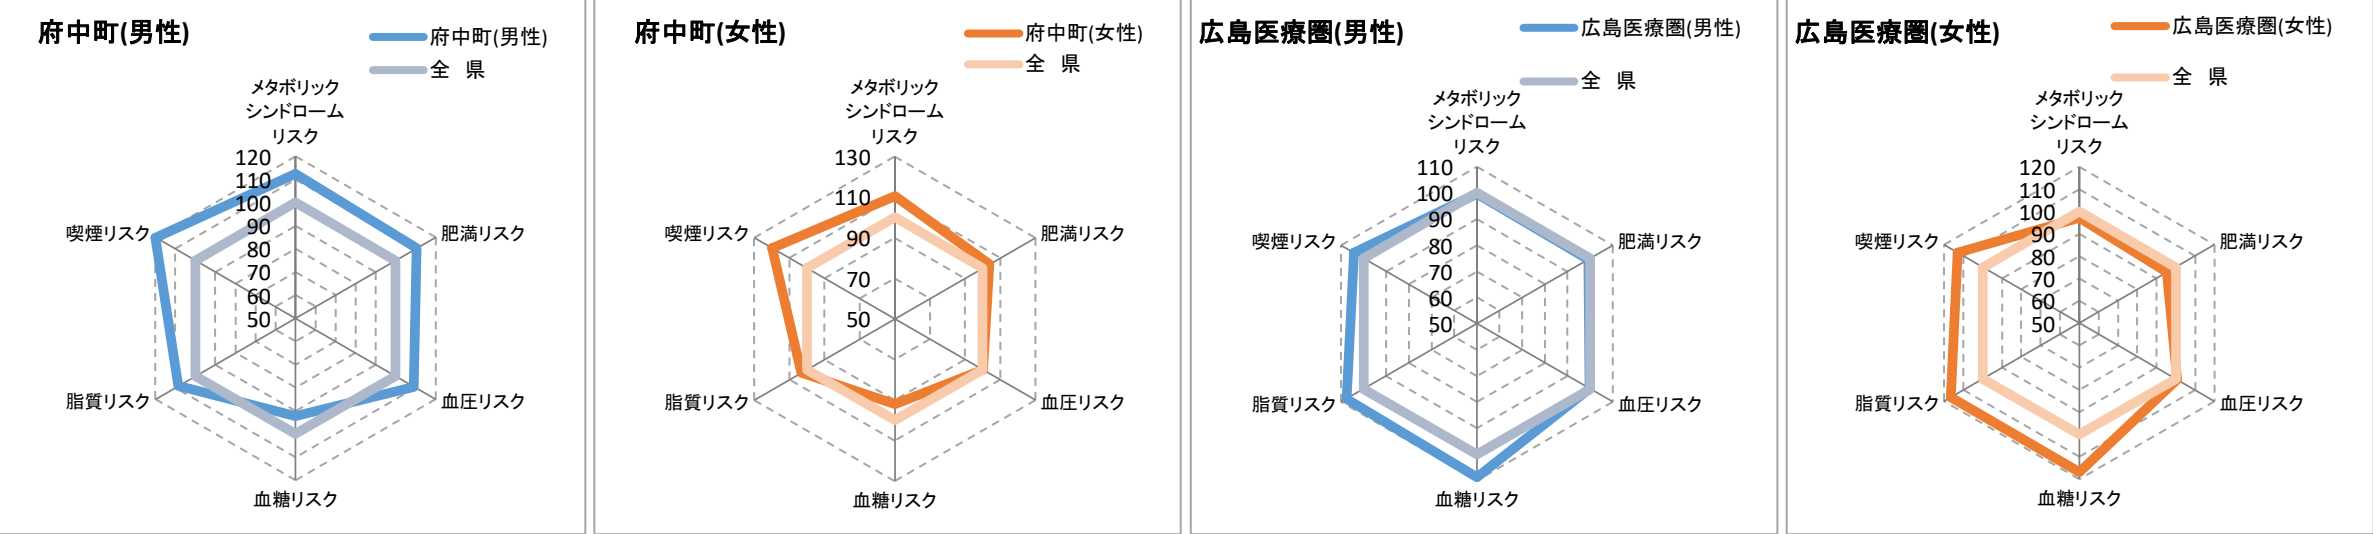 府中町(男性)
府中町(男性)
全 県
メタボリック
シンドローム
リスク
120
110
100
90
80
70
60
50
喫煙リスク
肥満リスク
脂質リスク
血圧リスク
血糖リスク
府中町(女性)
府中町(女性)
全 県
メタボリック
シンドローム
リスク
130
110
90
70
50
喫煙リスク
肥満リスク
脂質リスク
血圧リスク
血糖リスク
広島医療圏(男性)
広島医療圏(男性)
全 県
メタボリック
シンドローム
リスク
110
100
90
80
70
60
50
喫煙リスク
肥満リスク
脂質リスク
血圧リスク
血糖リスク
広島医療圏(女性)
広島医療圏(女性)
全 県
メタボリック
シンドローム
リスク
120
110
100
90
80
70
60
50
喫煙リスク
肥満リスク
脂質リスク
血圧リスク
血糖リスク